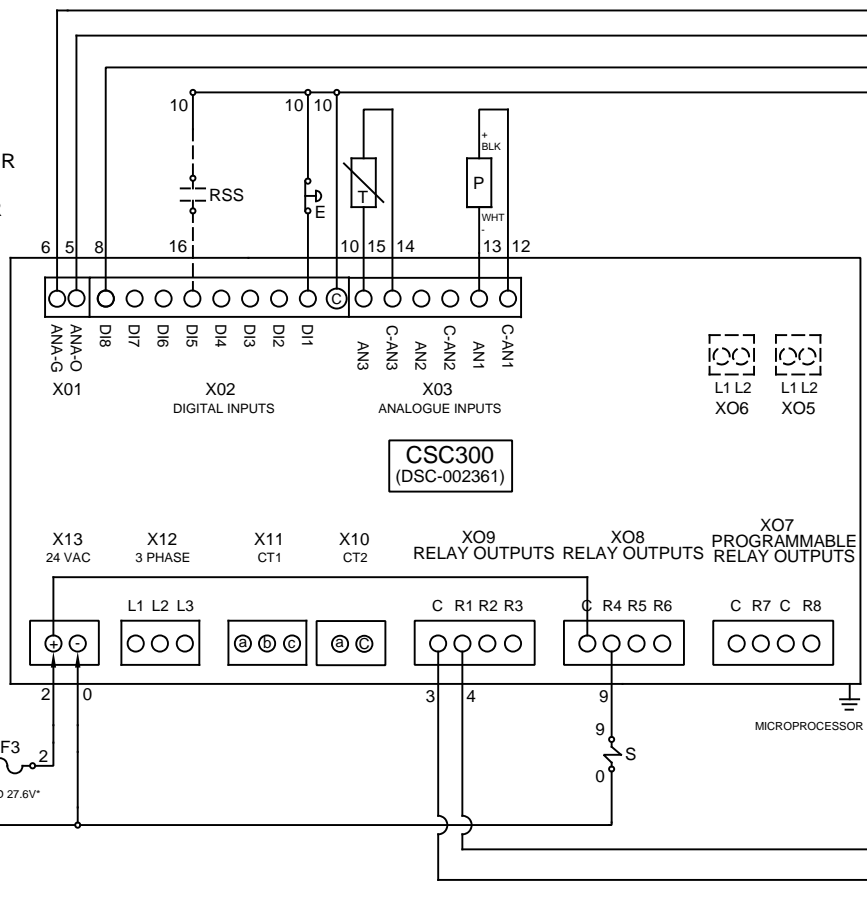 10 10 10
R
+
BLK
RSS
E
T
P
WHT
-
6 5 8 16 10 15 14 13 12
C
ANA-G ANA-O DI8 DI7 DI6 DI5 DI4 DI3 DI2 DI1 AN3 C-AN3 AN2 C-AN2 AN1 C-AN1
X01 X02 X03
DIGITAL INPUTS ANALOGUE INPUTS
L1 L2 L1 L2
XO6 XO5
CSC300
(DSC-002361)
X13 X12 X11 X10 XO9 XO8 XO7
24 VAC 3 PHASE CT1 CT2 RELAY OUTPUTS RELAY OUTPUTS PROGRAMMABLE
RELAY OUTPUTS
L1 L2 L3 C R1 R2 R3 C R4 R5 R6 C R7 C R8
+ - a b c a C
2 0 3 4 9
MICROPROCESSOR
F3 2
9
S
0
27.6V*